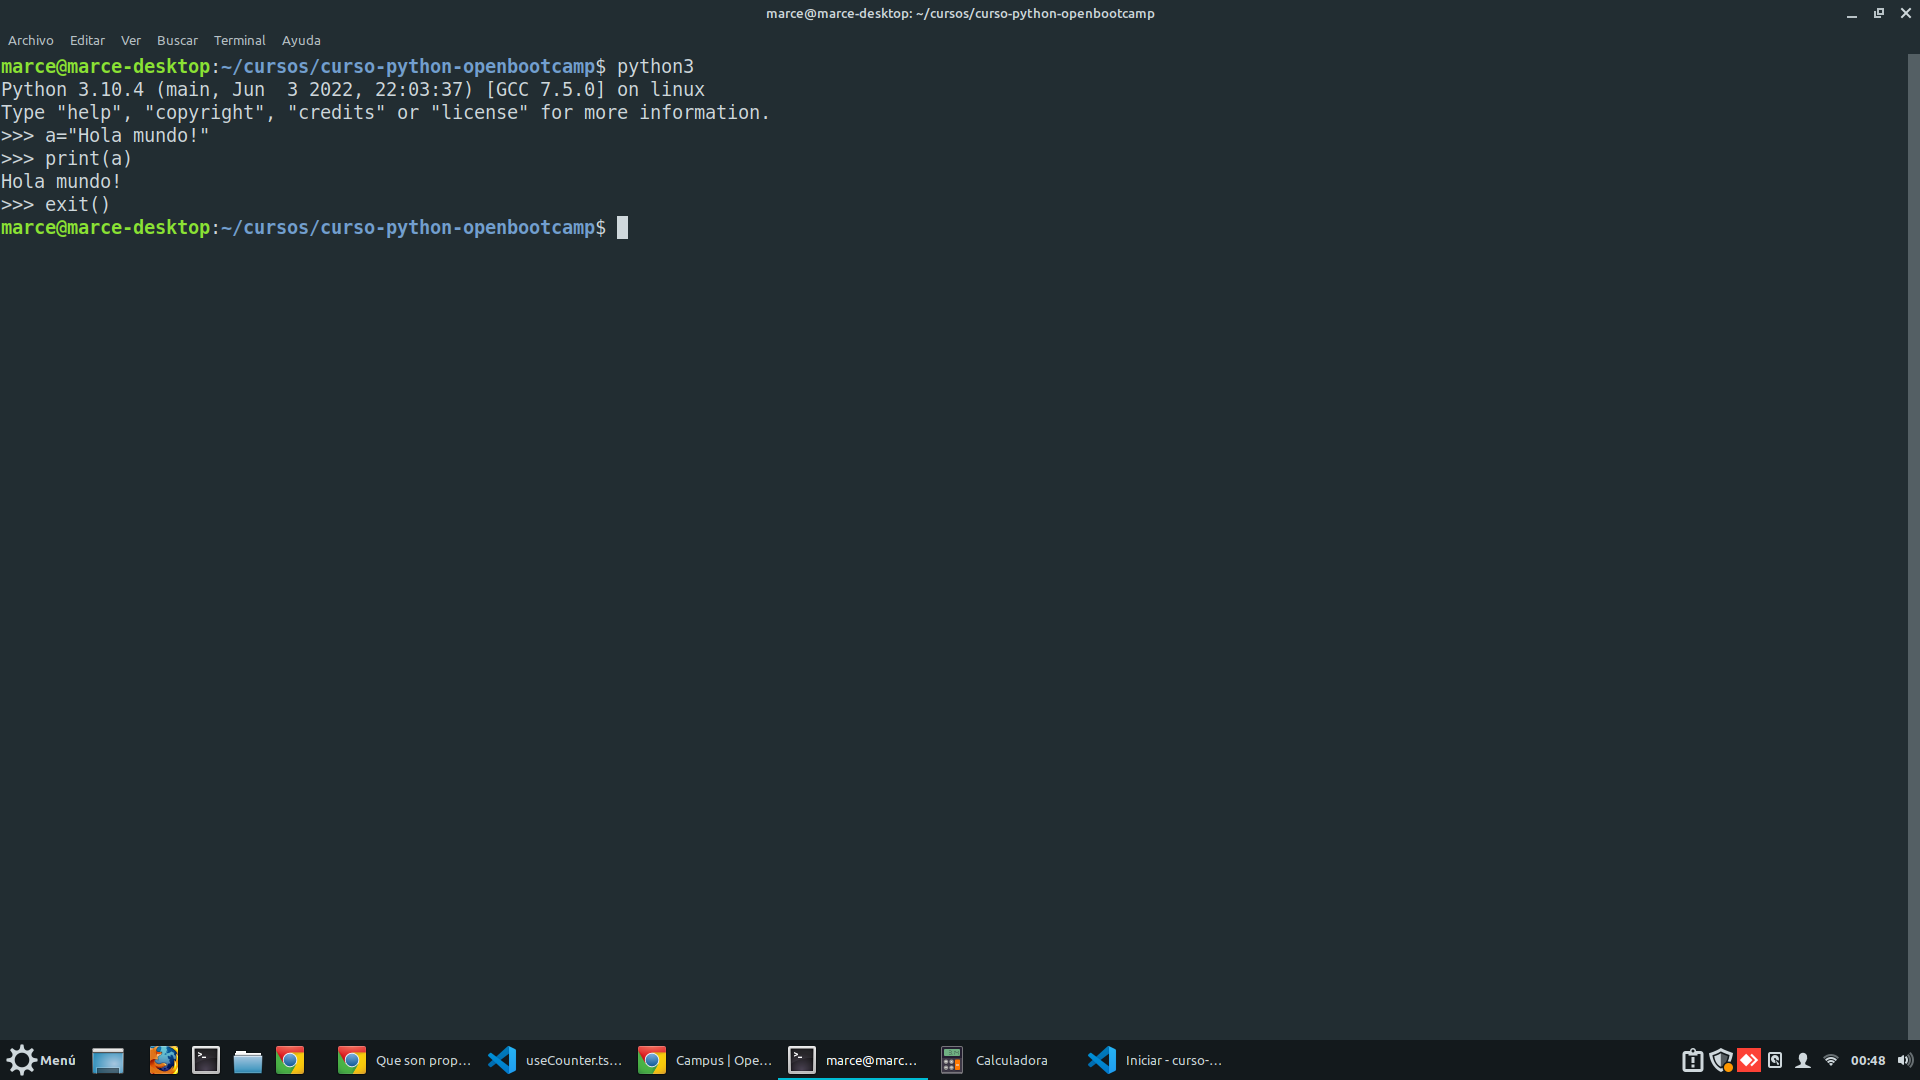 marce@marce-desktop: ~/cursos/curso-python-openbootcamp
Archivo Editar Ver Buscar Terminal Ayuda
marce@marce-desktop:~/cursos/curso-python-openbootcamp$ python3
Python 3.10.4 (main, Jun  3 2022, 22:03:37) [GCC 7.5.0] on linux
Type "help", "copyright", "credits" or "license" for more information.
>>> a="Hola mundo!"
>>> print(a)
Hola mundo!
>>> exit()
marce@marce-desktop:~/cursos/curso-python-openbootcamp$
Menú Que son prop... useCounter.ts... Campus | Ope... marce@marc... Calculadora Iniciar - curso-... 00:48